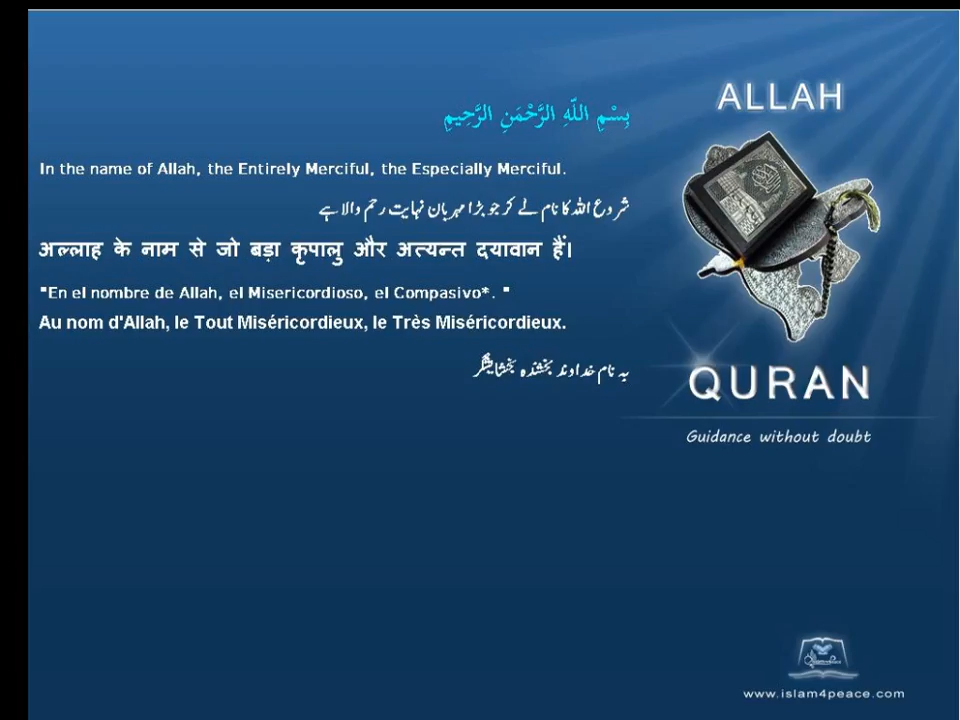 بِسْمِ اللَّهِ الرَّحْمَنِ الرَّحِيمِ
In the name of Allah, the Entirely Merciful, the Especially Merciful.
شروع الله کا نام لے کر جو بڑا مہربان نہایت رحم والا ہے
अल्लाह के नाम से जो बड़ा कृपालु और अत्यन्त दयावान हैं।
"En el nombre de Allah, el Misericordioso, el Compasivo*. "
Au nom d'Allah, le Tout Miséricordieux, le Très Miséricordieux.
به نام خداوند بخشنده بخشایشگر
ALLAH
QURAN
Guidance without doubt
www.islam4peace.com